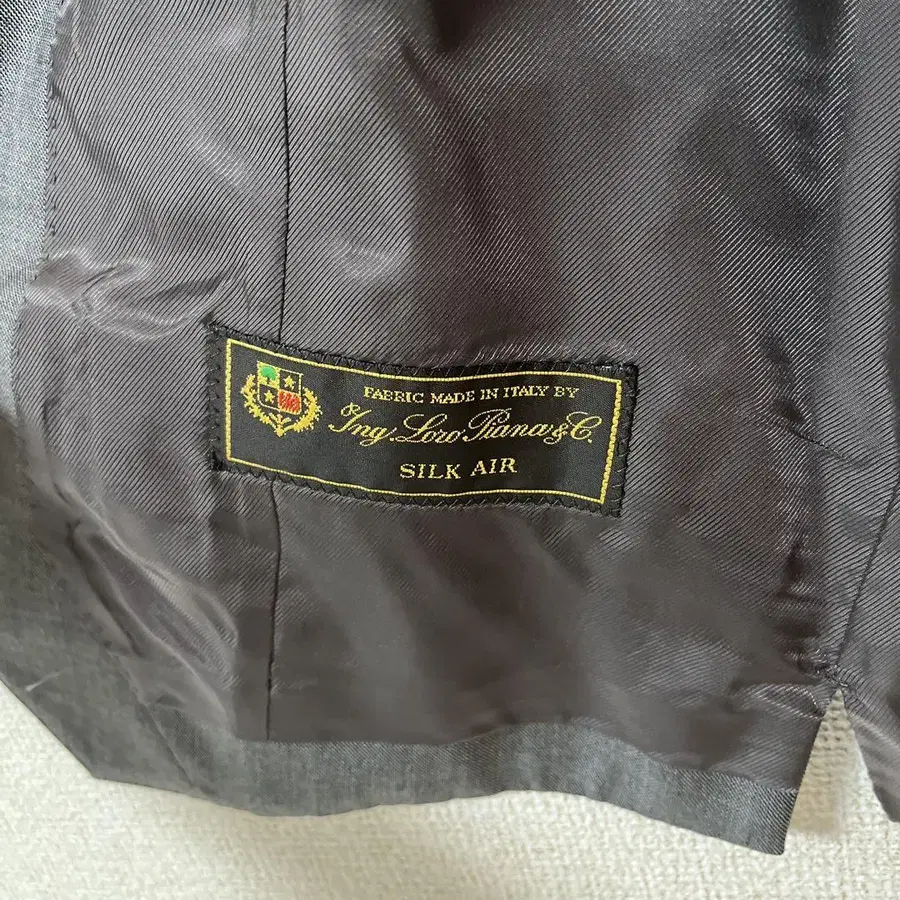 FABRIC MADE IN ITALY BY
Ing. Loro Piana & C.
SILK AIR